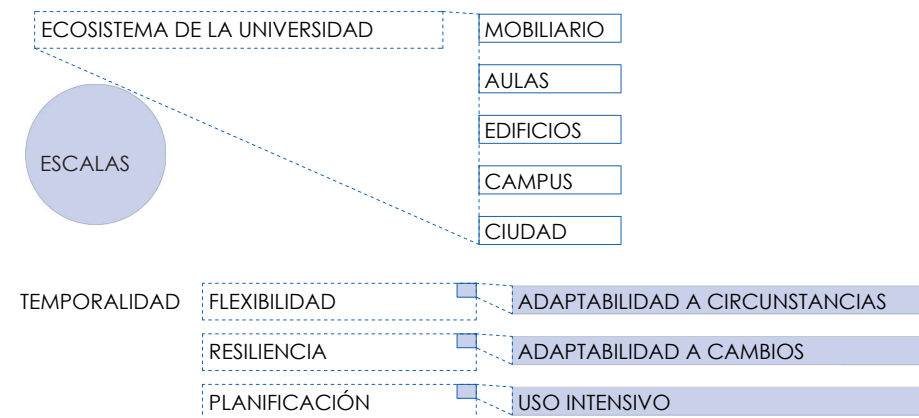 ECOSISTEMA DE LA UNIVERSIDAD
MOBILIARIO
AULAS
EDIFICIOS
ESCALAS
CAMPUS
CIUDAD
TEMPORALIDAD
FLEXIBILIDAD
ADAPTABILIDAD A CIRCUNSTANCIAS
RESILIENCIA
ADAPTABILIDAD A CAMBIOS
PLANIFICACIÓN
USO INTENSIVO